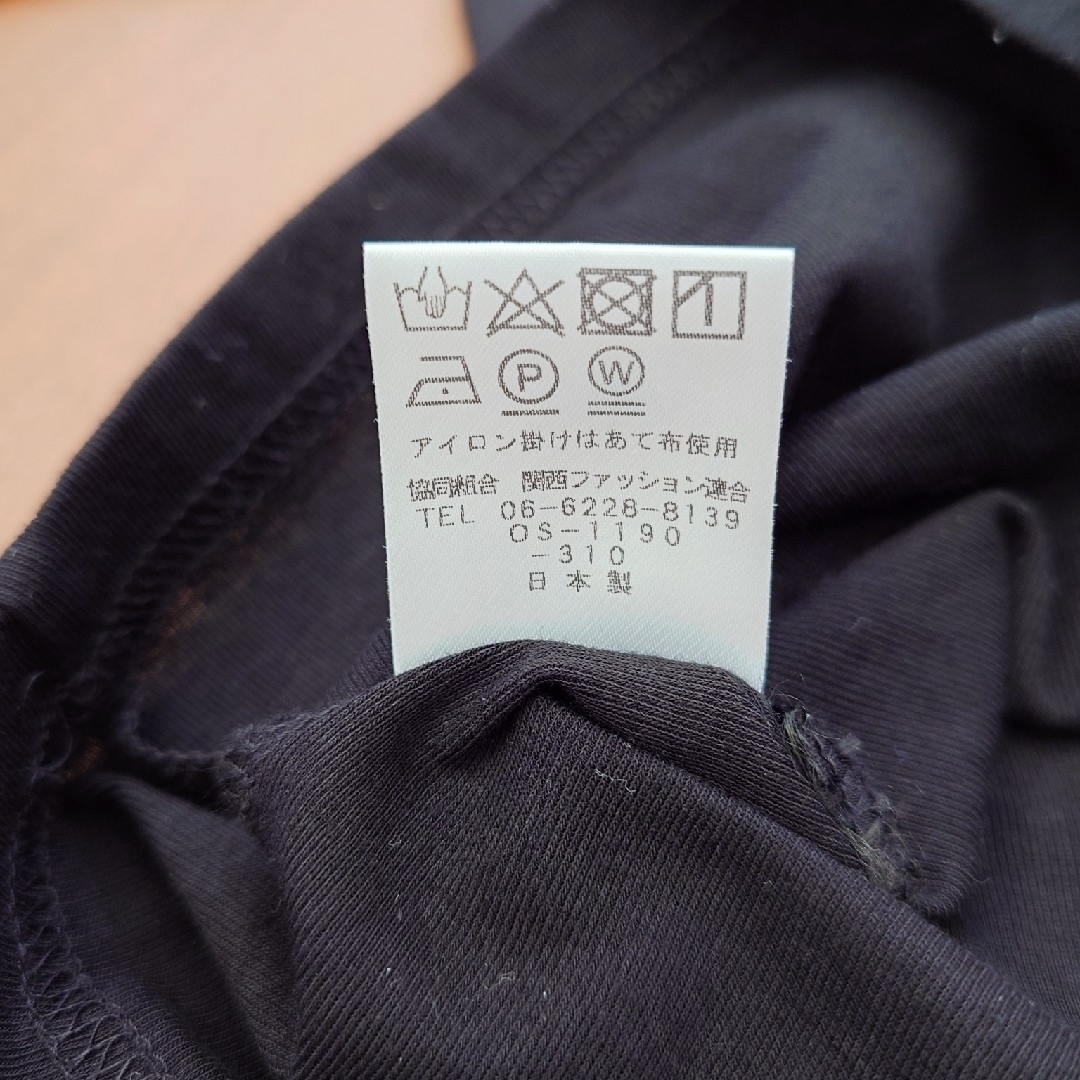 P W
アイロン掛けはあて布使用
協同組合 関西ファッション連合
TEL 06-6228-8139
OS-1190
-310
日本製